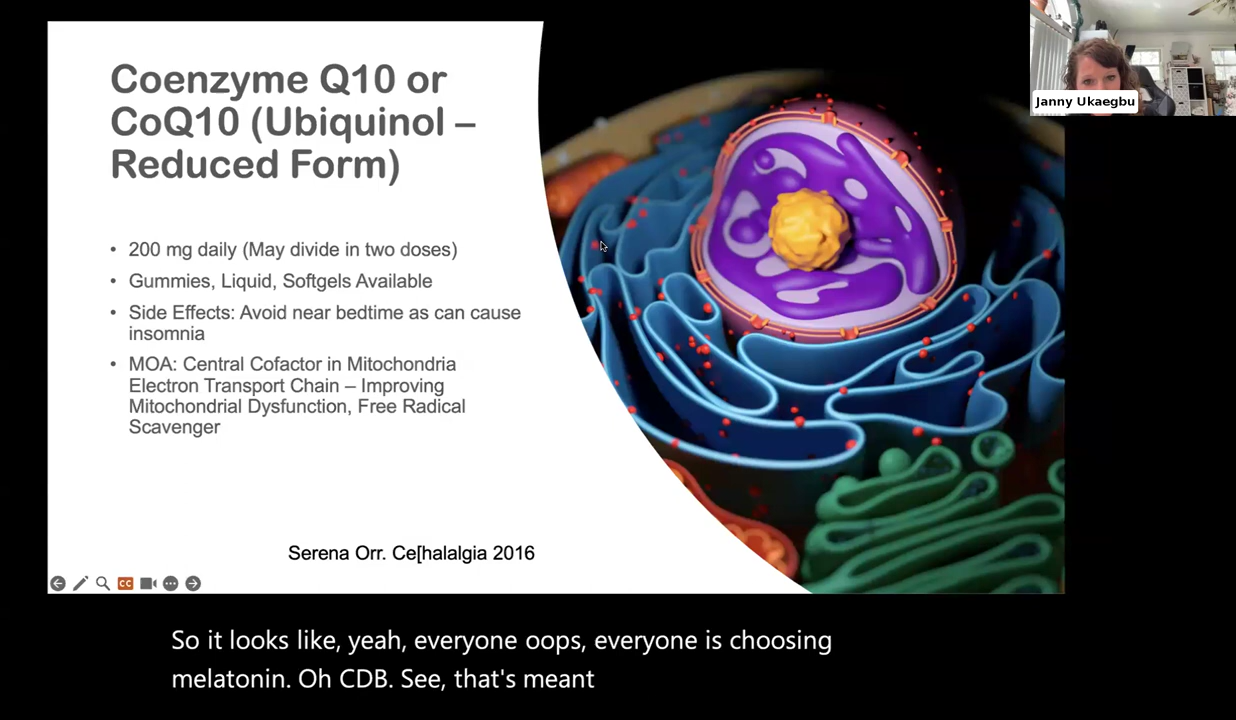 Coenzyme Q10 or
CoQ10 (Ubiquinol –
Reduced Form)
• 200 mg daily (May divide in two doses)
• Gummies, Liquid, Softgels Available
• Side Effects: Avoid near bedtime as can cause
insomnia
• MOA: Central Cofactor in Mitochondria
Electron Transport Chain – Improving
Mitochondrial Dysfunction, Free Radical
Scavenger
Serena Orr. Ce[halalgia 2016
CC
Janny Ukaegbu
So it looks like, yeah, everyone oops, everyone is choosing
melatonin. Oh CDB. See, that's meant